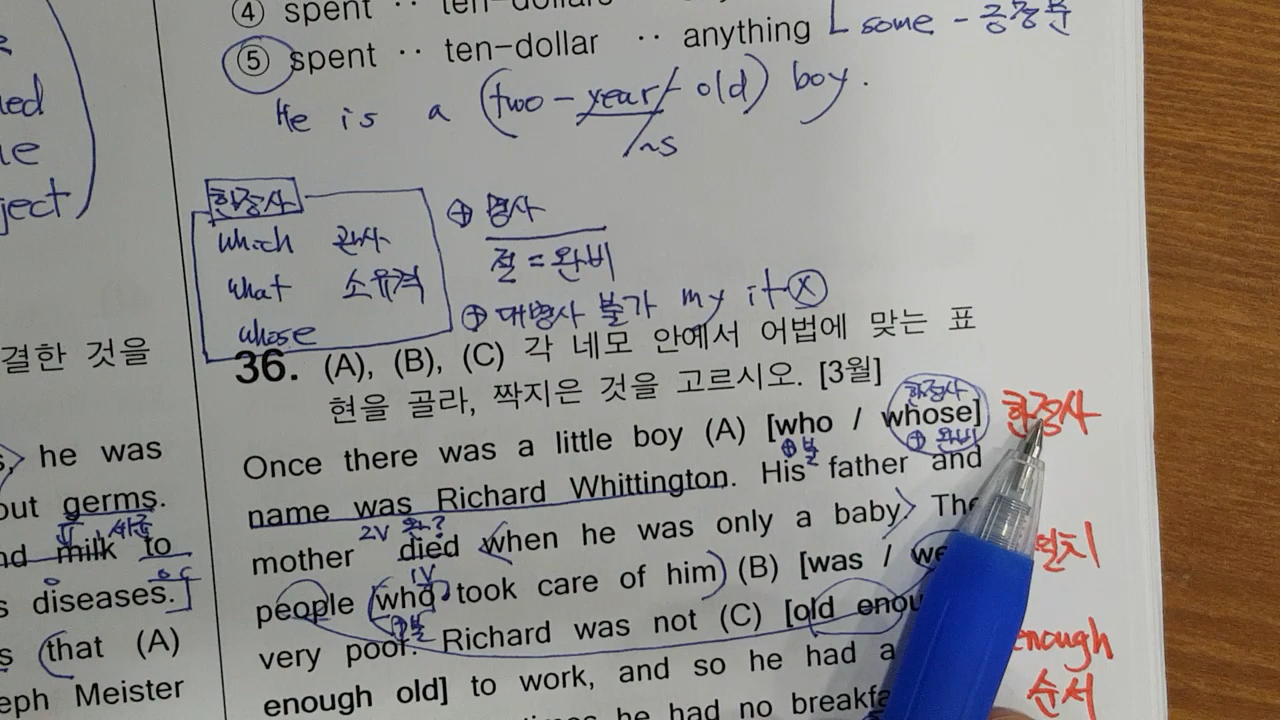 ④ spent ·· ten-dollars
⑤ spent ·· ten-dollar ·· anything
some - 긍정문
He is a (two-year-old) boy.
한정사
which 관사
what 소유격
whose
⊕ 명사
절 = 완비
⊕ 대명사 불가 my it ⓧ
36. (A), (B), (C) 각 네모 안에서 어법에 맞는 표
현을 골라, 짝지은 것을 고르시오. [3월]
한정사
Once there was a little boy (A) [who / whose]
한정사
⊕ 불 ⊕ 완비
name was Richard Whittington. His father and
2V
mother died when he was only a baby. The
1V
people who took care of him (B) [was /
⊕불
very poor. Richard was not (C) [old
enough old] to work, and so he had a
he had no
enough
순서
결한 것을
he was
germs.
milk to
diseases.]
that (A)
Meister